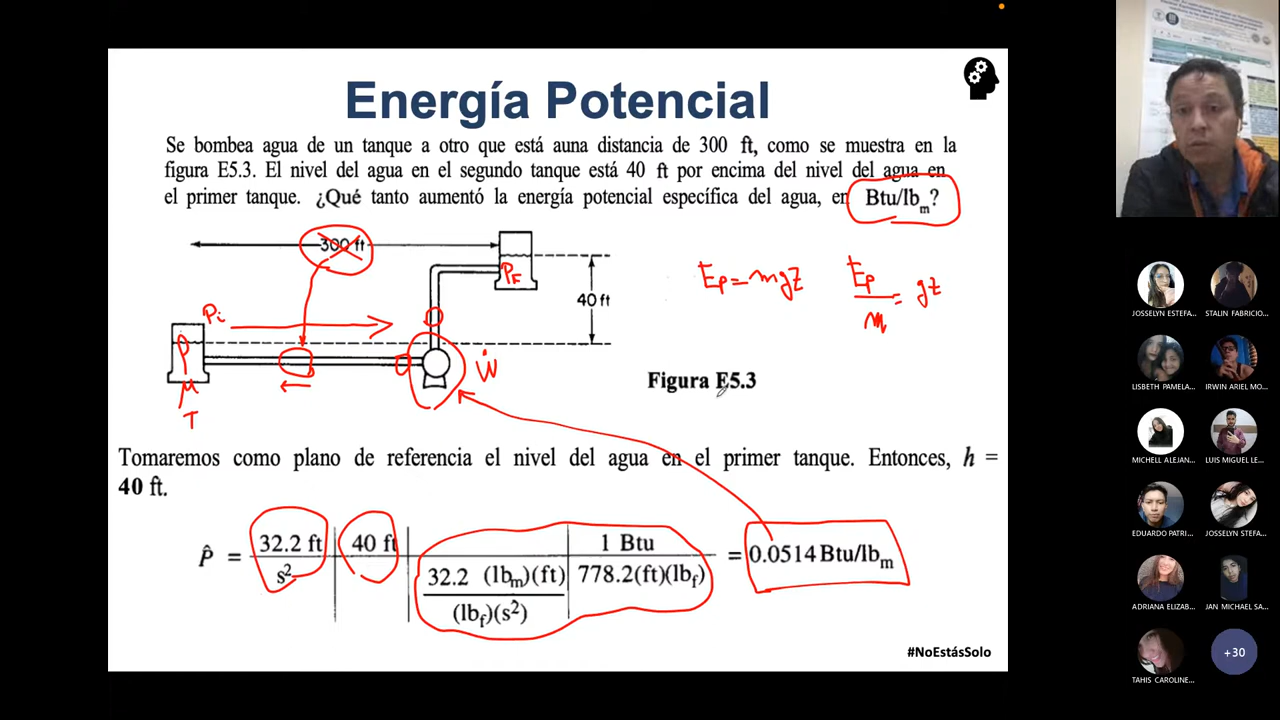 Energía Potencial
Se bombea agua de un tanque a otro que está auna distancia de 300 ft, como se muestra en la
figura E5.3. El nivel del agua en el segundo tanque está 40 ft por encima del nivel del agua en
el primer tanque. ¿Qué tanto aumentó la energía potencial específica del agua, en Btu/lbm?
300 ft
PF
40 ft
Ep = mgz
Ep/m = gz
Pi
ρ
μ
T
Ẇ
Figura E5.3
Tomaremos como plano de referencia el nivel del agua en el primer tanque. Entonces, h =
40 ft.
P̂ = 32.2 ft | 40 ft | | 1 Btu = 0.0514 Btu/lbm
s² | | 32.2 (lbm)(ft) | 778.2(ft)(lbf)
(lbf)(s²)
#NoEstásSolo
JOSSELYN ESTEFA...
STALIN FABRICIO...
LISBETH PAMELA...
IRWIN ARIEL MO...
MICHELL ALEJAN...
LUIS MIGUEL LE...
EDUARDO PATRI...
JOSSELYN STEFA...
ADRIANA ELIZAB...
JAN MICHAEL SA...
TAHIS CAROLINE...
+30